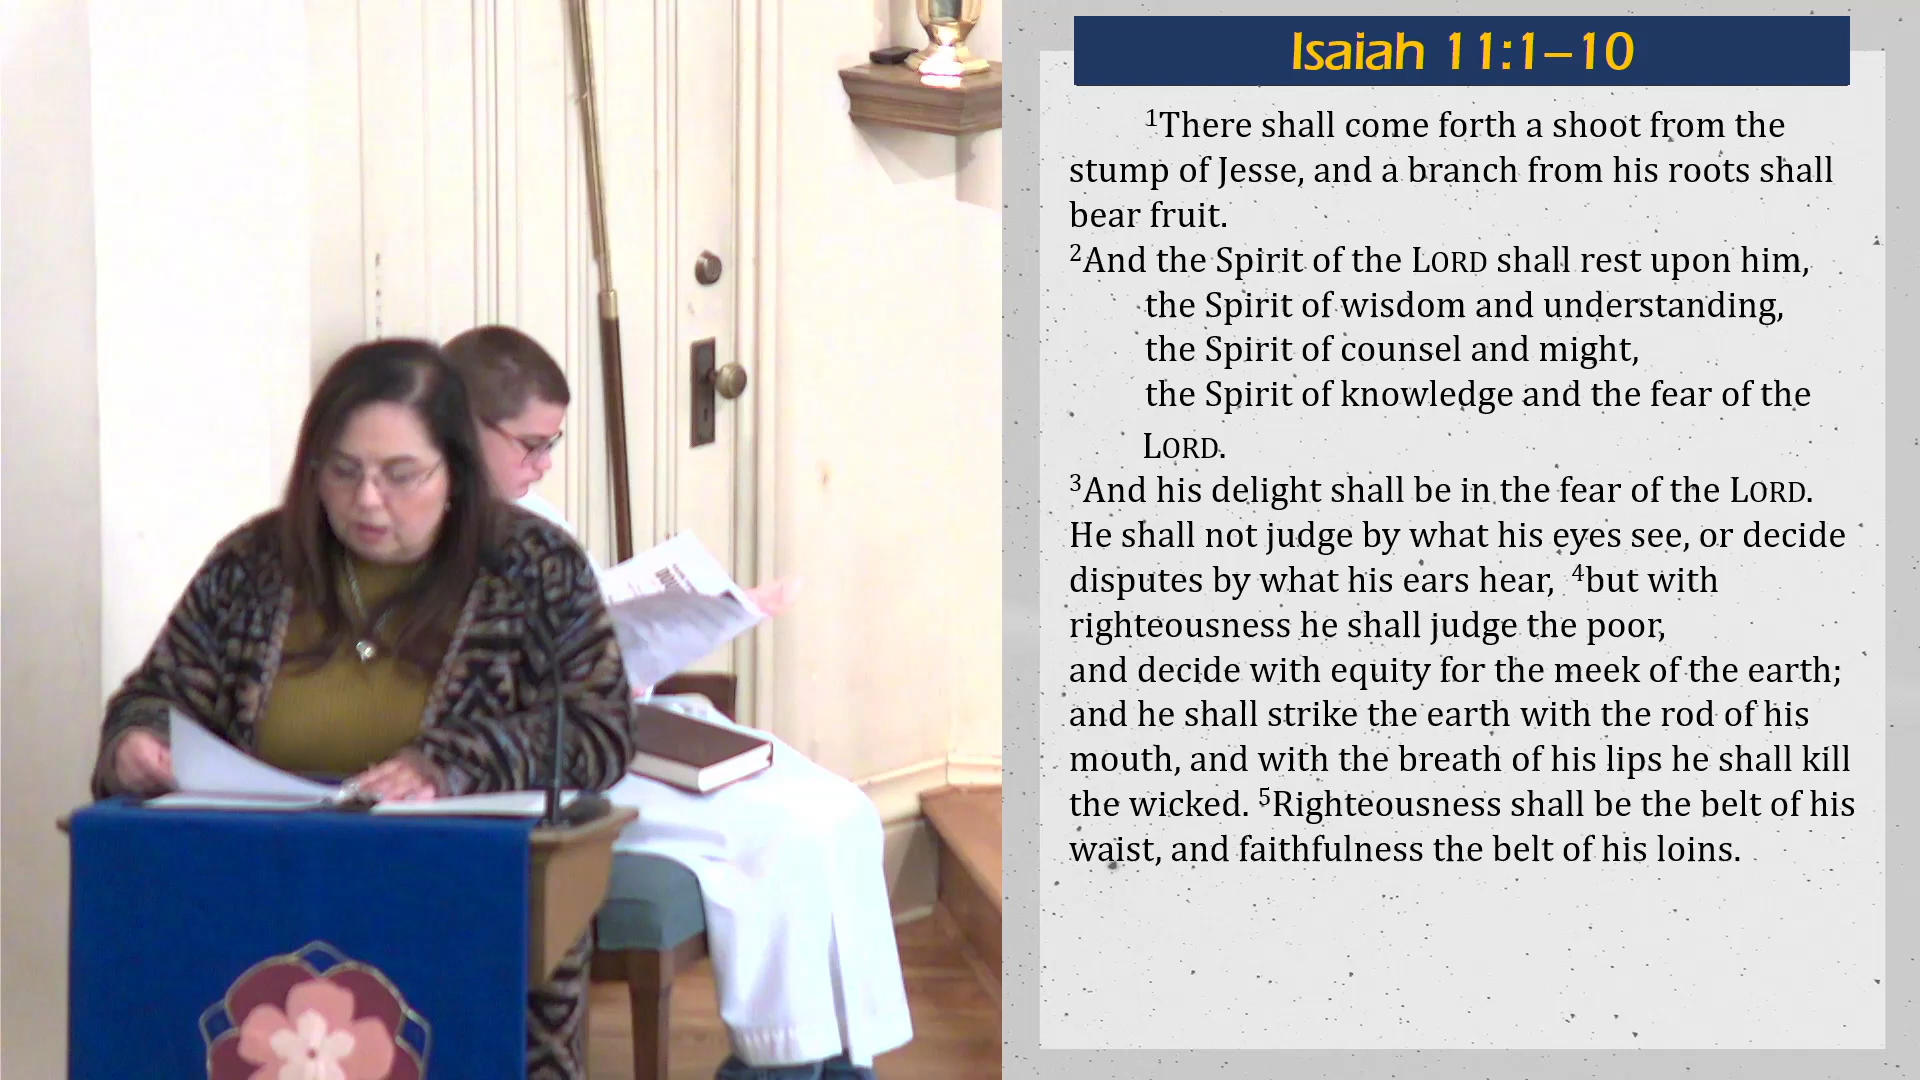 Isaiah 11:1–10
¹There shall come forth a shoot from the
stump of Jesse, and a branch from his roots shall
bear fruit.
²And the Spirit of the LORD shall rest upon him,
the Spirit of wisdom and understanding,
the Spirit of counsel and might,
the Spirit of knowledge and the fear of the
LORD.
³And his delight shall be in the fear of the LORD.
He shall not judge by what his eyes see, or decide
disputes by what his ears hear, ⁴but with
righteousness he shall judge the poor,
and decide with equity for the meek of the earth;
and he shall strike the earth with the rod of his
mouth, and with the breath of his lips he shall kill
the wicked. ⁵Righteousness shall be the belt of his
waist, and faithfulness the belt of his loins.